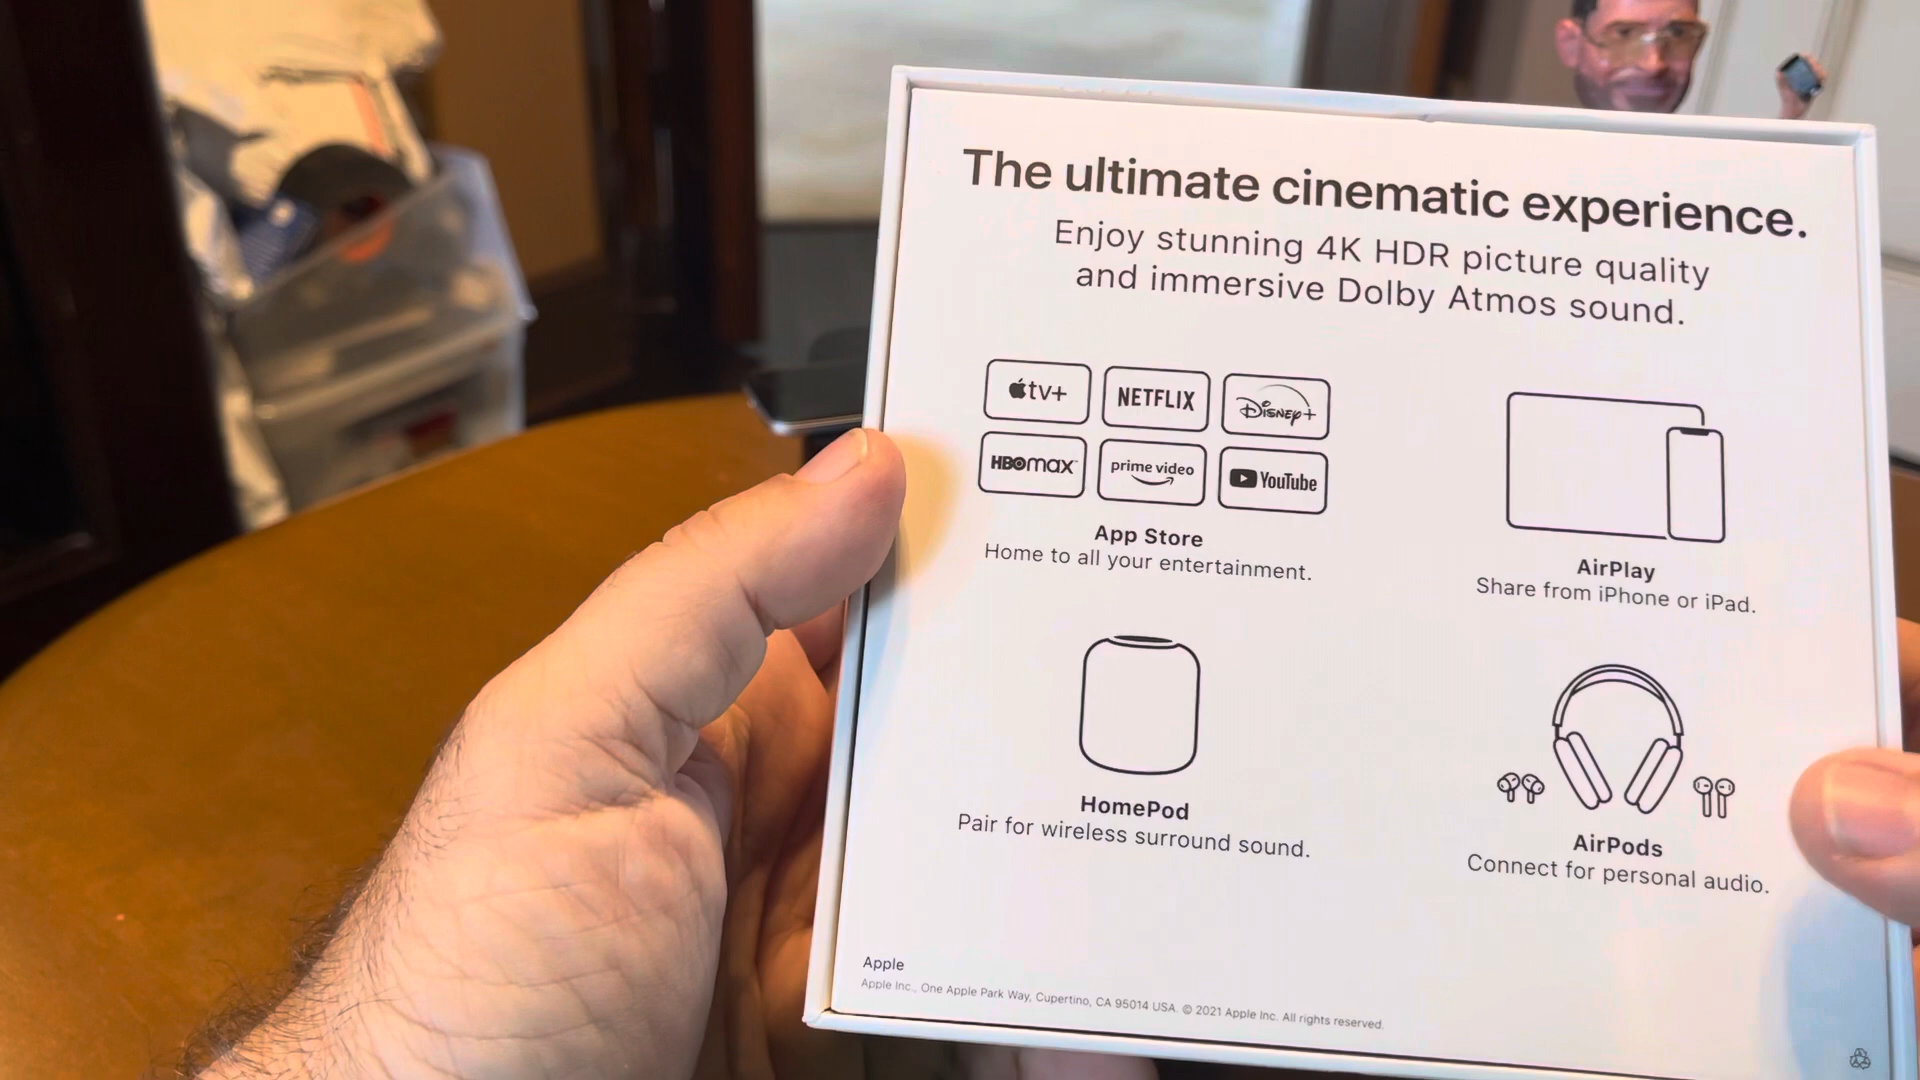 The ultimate cinematic experience.
Enjoy stunning 4K HDR picture quality
and immersive Dolby Atmos sound.
tv+
NETFLIX
Disney+
HBOmax
prime video
YouTube
App Store
Home to all your entertainment.
AirPlay
Share from iPhone or iPad.
HomePod
Pair for wireless surround sound.
AirPods
Connect for personal audio.
Apple
Apple Inc., One Apple Park Way, Cupertino, CA 95014 USA. © 2021 Apple Inc. All rights reserved.